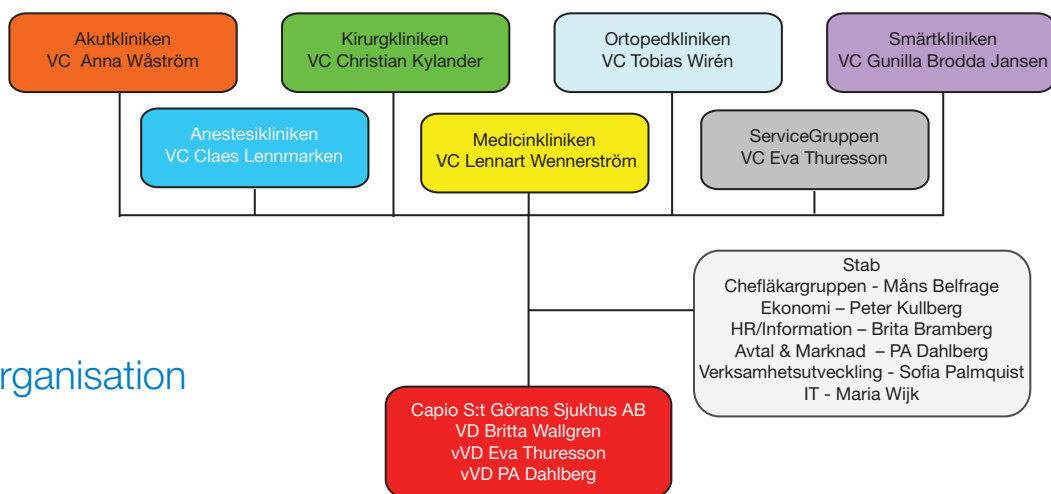 Akutkliniken
VC  Anna Wåström
Kirurgkliniken
VC Christian Kylander
Ortopedkliniken
VC Tobias Wirén
Smärtkliniken
VC Gunilla Brodda Jansen
Anestesikliniken
VC Claes Lennmarken
Medicinkliniken
VC Lennart Wennerström
ServiceGruppen
VC Eva Thuresson
Stab
Chefläkargruppen - Måns Belfrage
Ekonomi – Peter Kullberg
HR/Information – Brita Bramberg
Avtal & Marknad  – PA Dahlberg
Verksamhetsutveckling - Sofia Palmquist
IT - Maria Wijk
rganisation
Capio S:t Görans Sjukhus AB
VD Britta Wallgren
vVD Eva Thuresson
vVD PA Dahlberg